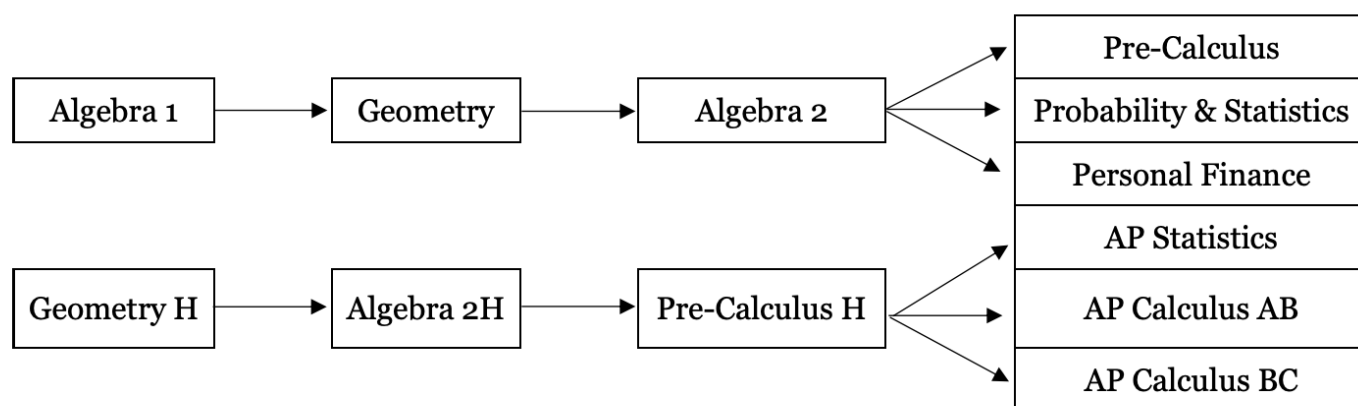 Algebra 1
Geometry
Algebra 2
Pre-Calculus
Probability & Statistics
Personal Finance
Geometry H
Algebra 2H
Pre-Calculus H
AP Statistics
AP Calculus AB
AP Calculus BC